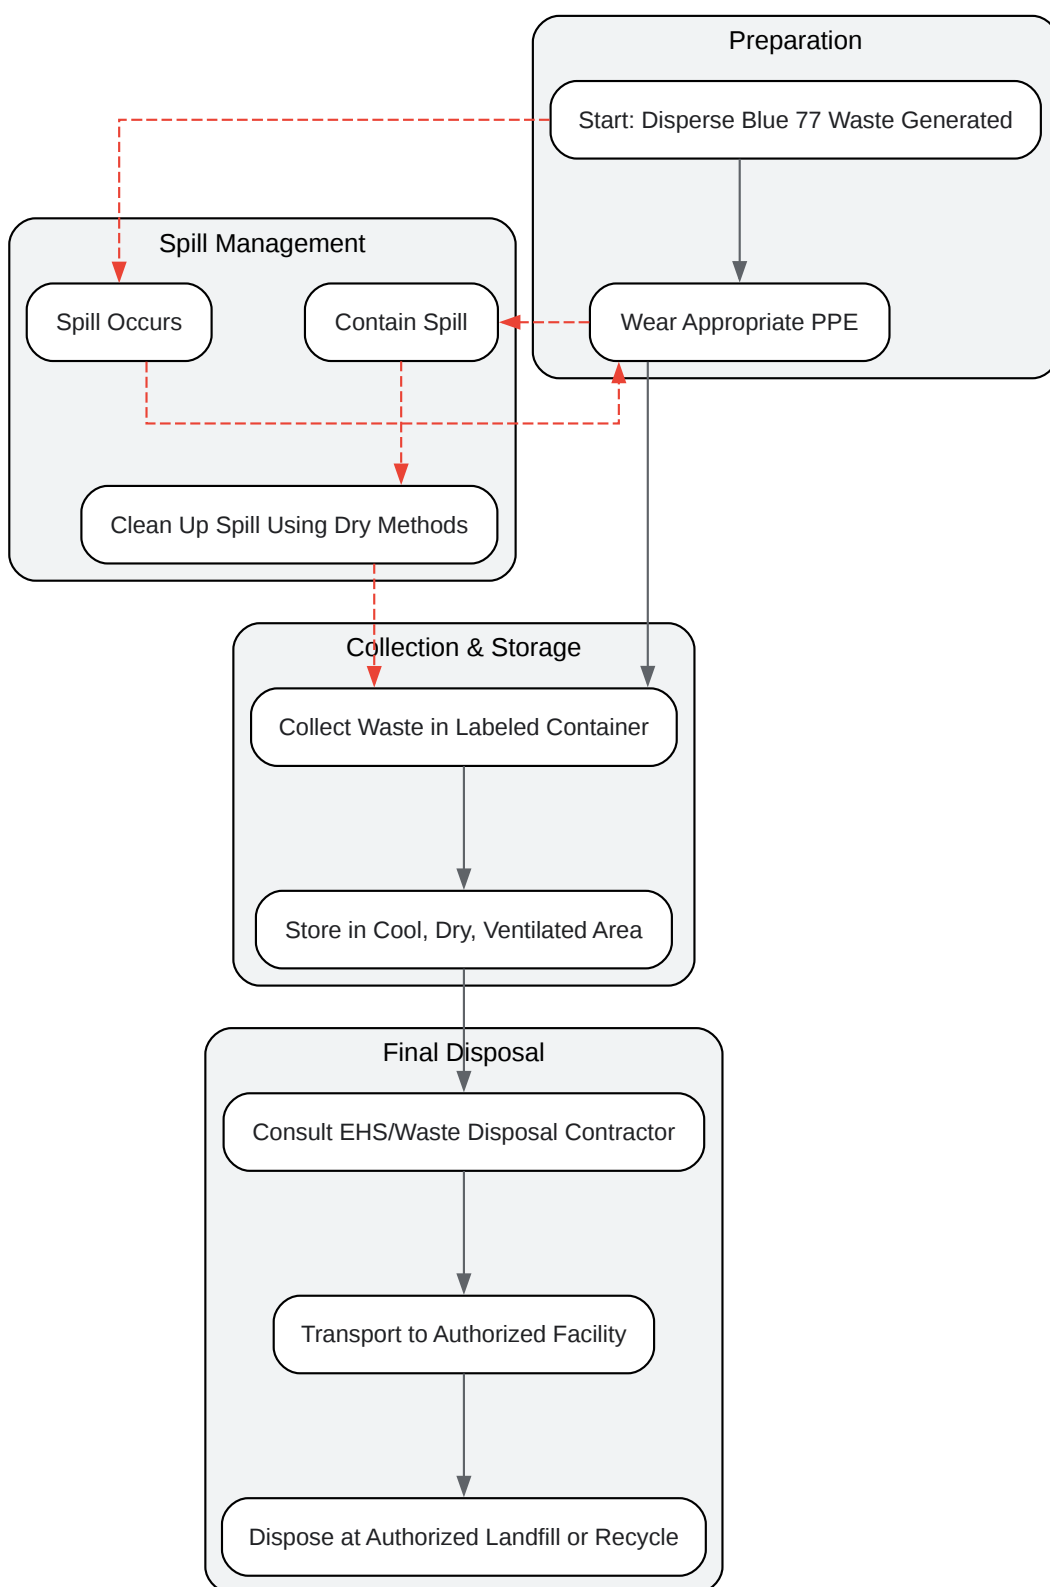 Preparation
Start: Disperse Blue 77 Waste Generated
Spill Management
Spill Occurs
Contain Spill
Wear Appropriate PPE
Clean Up Spill Using Dry Methods
Collection & Storage
Collect Waste in Labeled Container
Store in Cool, Dry, Ventilated Area
Final Disposal
Consult EHS/Waste Disposal Contractor
Transport to Authorized Facility
Dispose at Authorized Landfill or Recycle